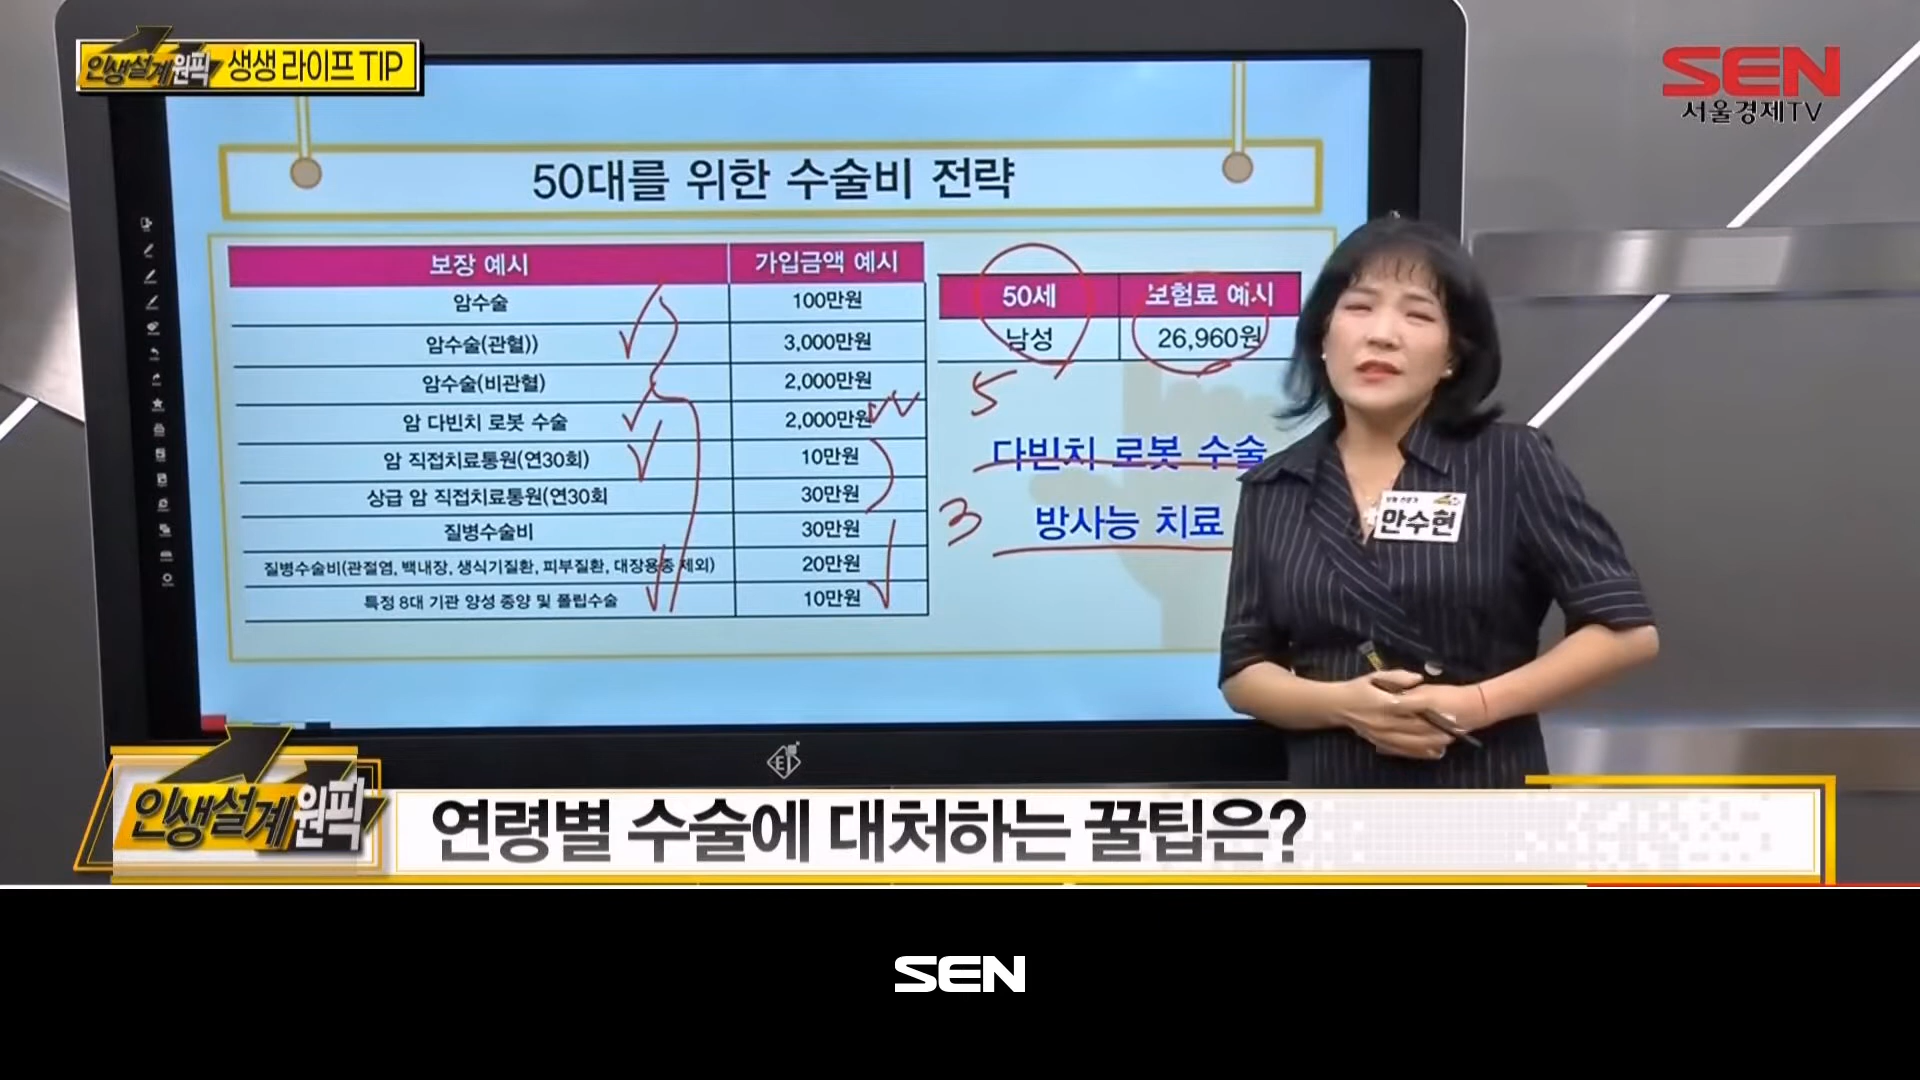 인생설계원픽 생생 라이프 TIP
SEN
서울경제TV
50대를 위한 수술비 전략
보장 예시 가입금액 예시
암수술 100만원
암수술(관혈)) 3,000만원
암수술(비관혈) 2,000만원
암 다빈치 로봇 수술 2,000만원
암 직접치료통원(연30회) 10만원
상급 암 직접치료통원(연30회 30만원
질병수술비 30만원
질병수술비(관절염, 백내장, 생식기질환, 피부질환, 대장용종 제외) 20만원
특정 8대 기관 양성 종양 및 폴립수술 10만원
50세 보험료 예시
남성 26,960원
5
다빈치 로봇 수술
3
방사능 치료
안수현
인생설계원픽
연령별 수술에 대처하는 꿀팁은?
SEN